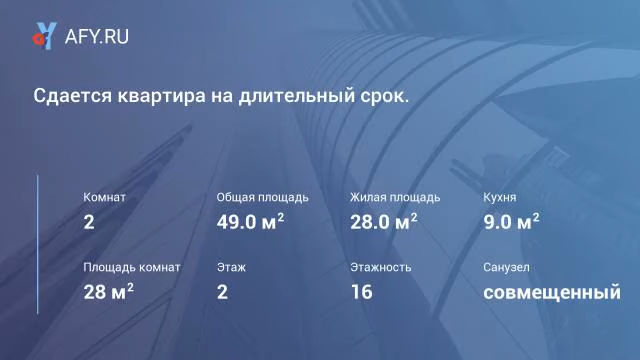 AFY.RU
Сдается квартира на длительный срок.
Комнат
Общая площадь
Жилая площадь
Кухня
2
49.0 м²
28.0 м²
9.0 м²
Площадь комнат
Этаж
Этажность
Санузел
28 м²
2
16
совмещенный